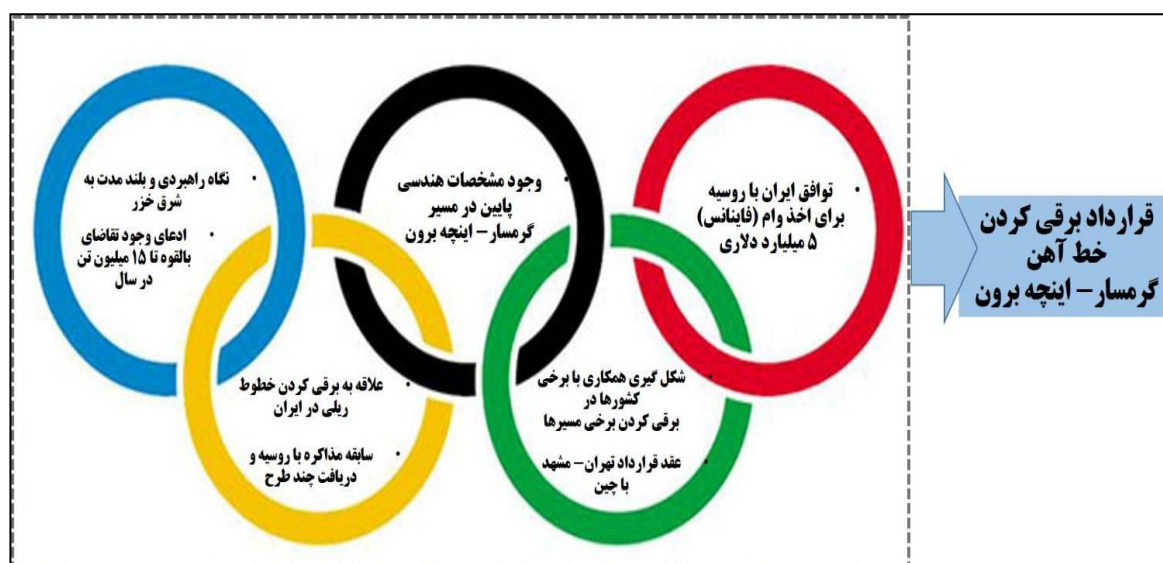 • نگاه راهبردی و بلند مدت به
شرق خزر
• ادعای وجود تقاضای
بالقوه تا ۱۵ میلیون تن
در سال
• علاقه به برقی کردن خطوط
ریلی در ایران
• سابقه مذاکره با روسیه و
دریافت چند طرح
• وجود مشخصات هندسی
پایین در مسیر
گرمسار – اینچه برون
• شکل گیری همکاری با برخی
کشورها در
برقی کردن برخی مسیرها
• عقد قرارداد تهران – مشهد
با چین
• توافق ایران با روسیه
برای اخذ وام (فاینانس)
۵ میلیارد دلاری
قرارداد برقی کردن
خط آهن
گرمسار – اینچه برون